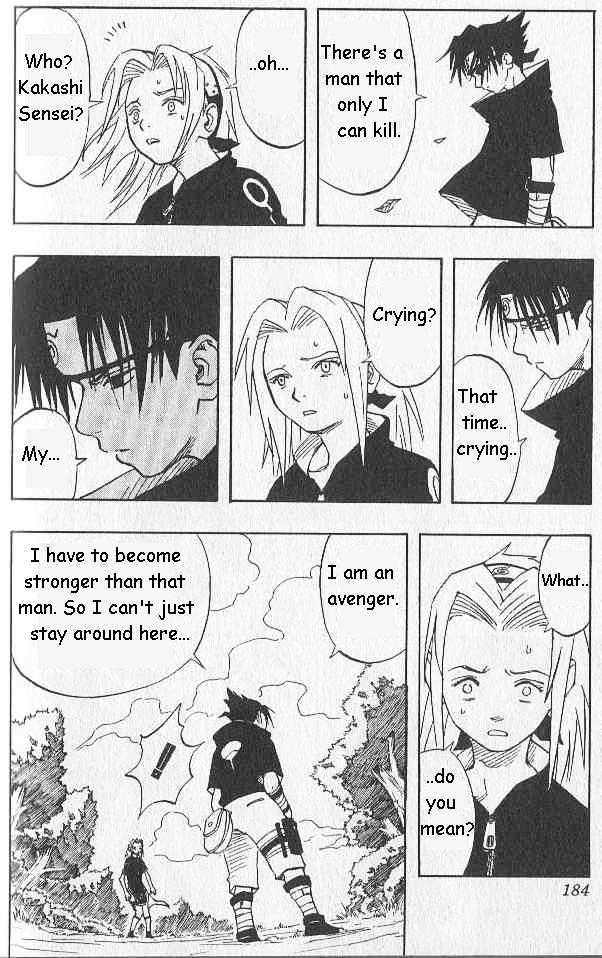 There's a
man that
only I
can kill.
..oh...
Who?
Kakashi
Sensei?
That
time..
crying..
Crying?
My...
What..
..do
you
mean?
I am an
avenger.
I have to become
stronger than that
man. So I can't just
stay around here...
!
184